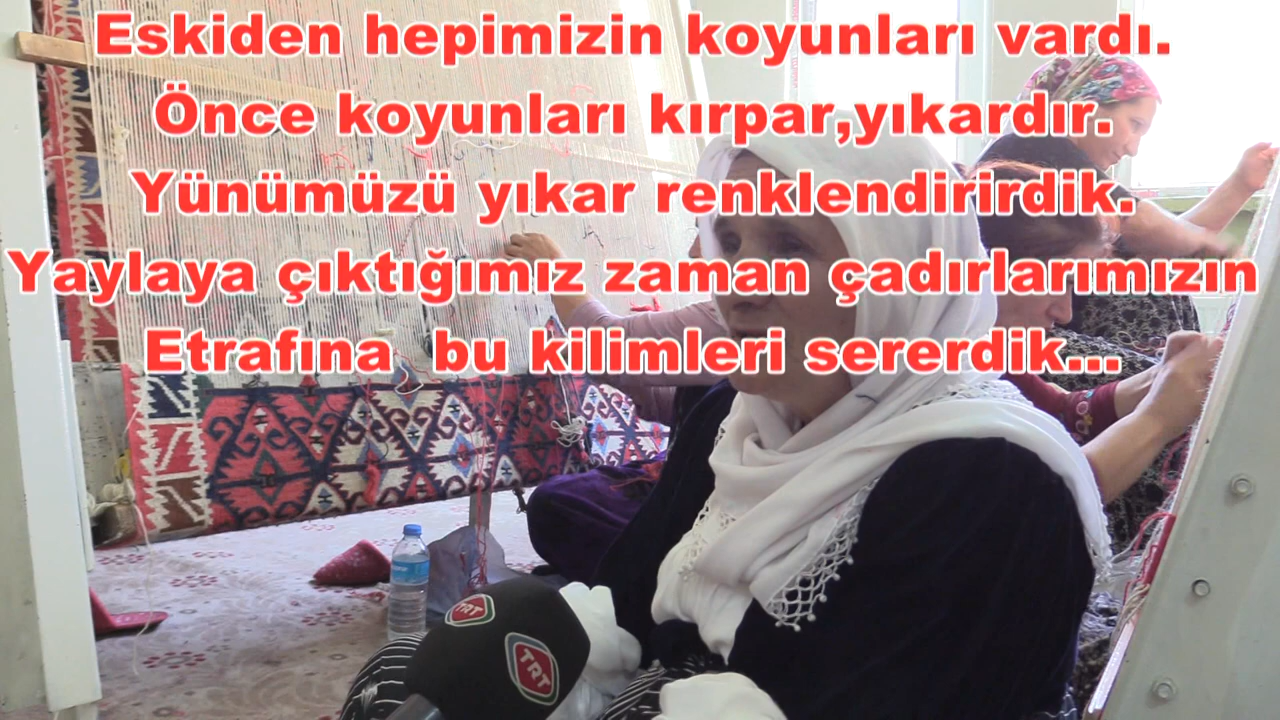 Eskiden hepimizin koyunları vardı.
Önce koyunları kırpar,yıkardır.
Yünümüzü yıkar renklendirirdik.
Yaylaya çıktığımız zaman çadırlarımızın
Etrafına bu kilimleri sererdik...
TRT
TRT